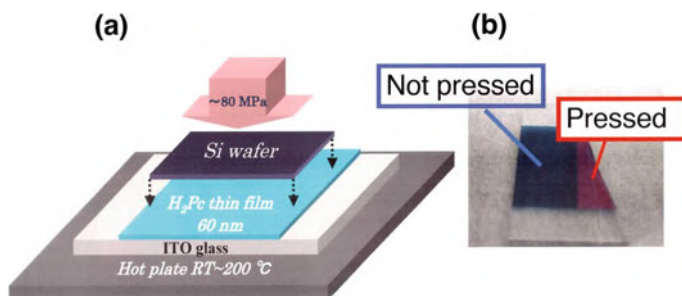 (a)
~80 MPa
Si wafer
H₂Pc thin film
60 nm
ITO glass
Hot plate RT~200 ℃
(b)
Not pressed
Pressed